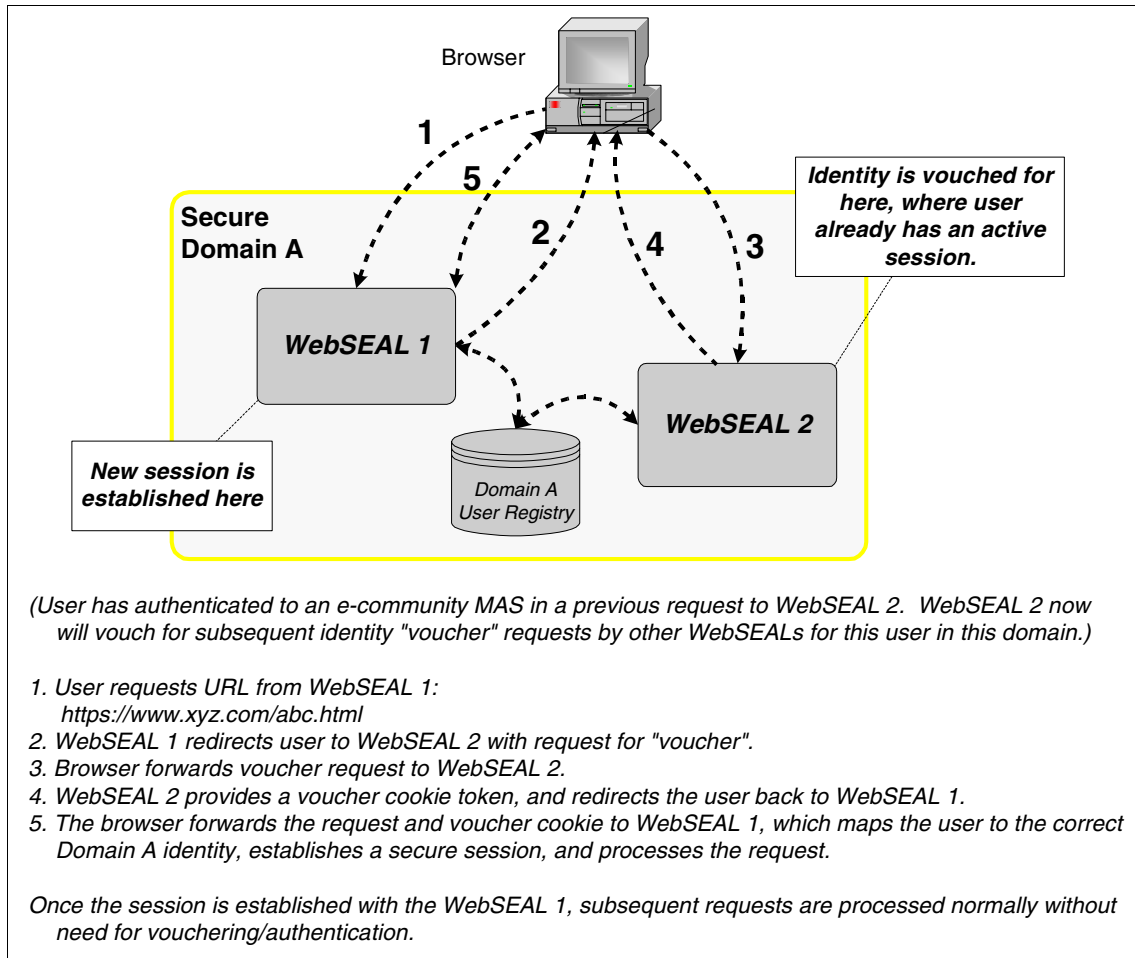 Browser
1
5
2
4
3
Identity is vouched for
here, where user
already has an active
session.
Secure
Domain A
WebSEAL 1
WebSEAL 2
New session is
established here
Domain A
User Registry
(User has authenticated to an e-community MAS in a previous request to WebSEAL 2.  WebSEAL 2 now
will vouch for subsequent identity "voucher" requests by other WebSEALs for this user in this domain.)
1. User requests URL from WebSEAL 1:
https://www.xyz.com/abc.html
2. WebSEAL 1 redirects user to WebSEAL 2 with request for "voucher".
3. Browser forwards voucher request to WebSEAL 2.
4. WebSEAL 2 provides a voucher cookie token, and redirects the user back to WebSEAL 1.
5. The browser forwards the request and voucher cookie to WebSEAL 1, which maps the user to the correct
Domain A identity, establishes a secure session, and processes the request.
Once the session is established with the WebSEAL 1, subsequent requests are processed normally without
need for vouchering/authentication.